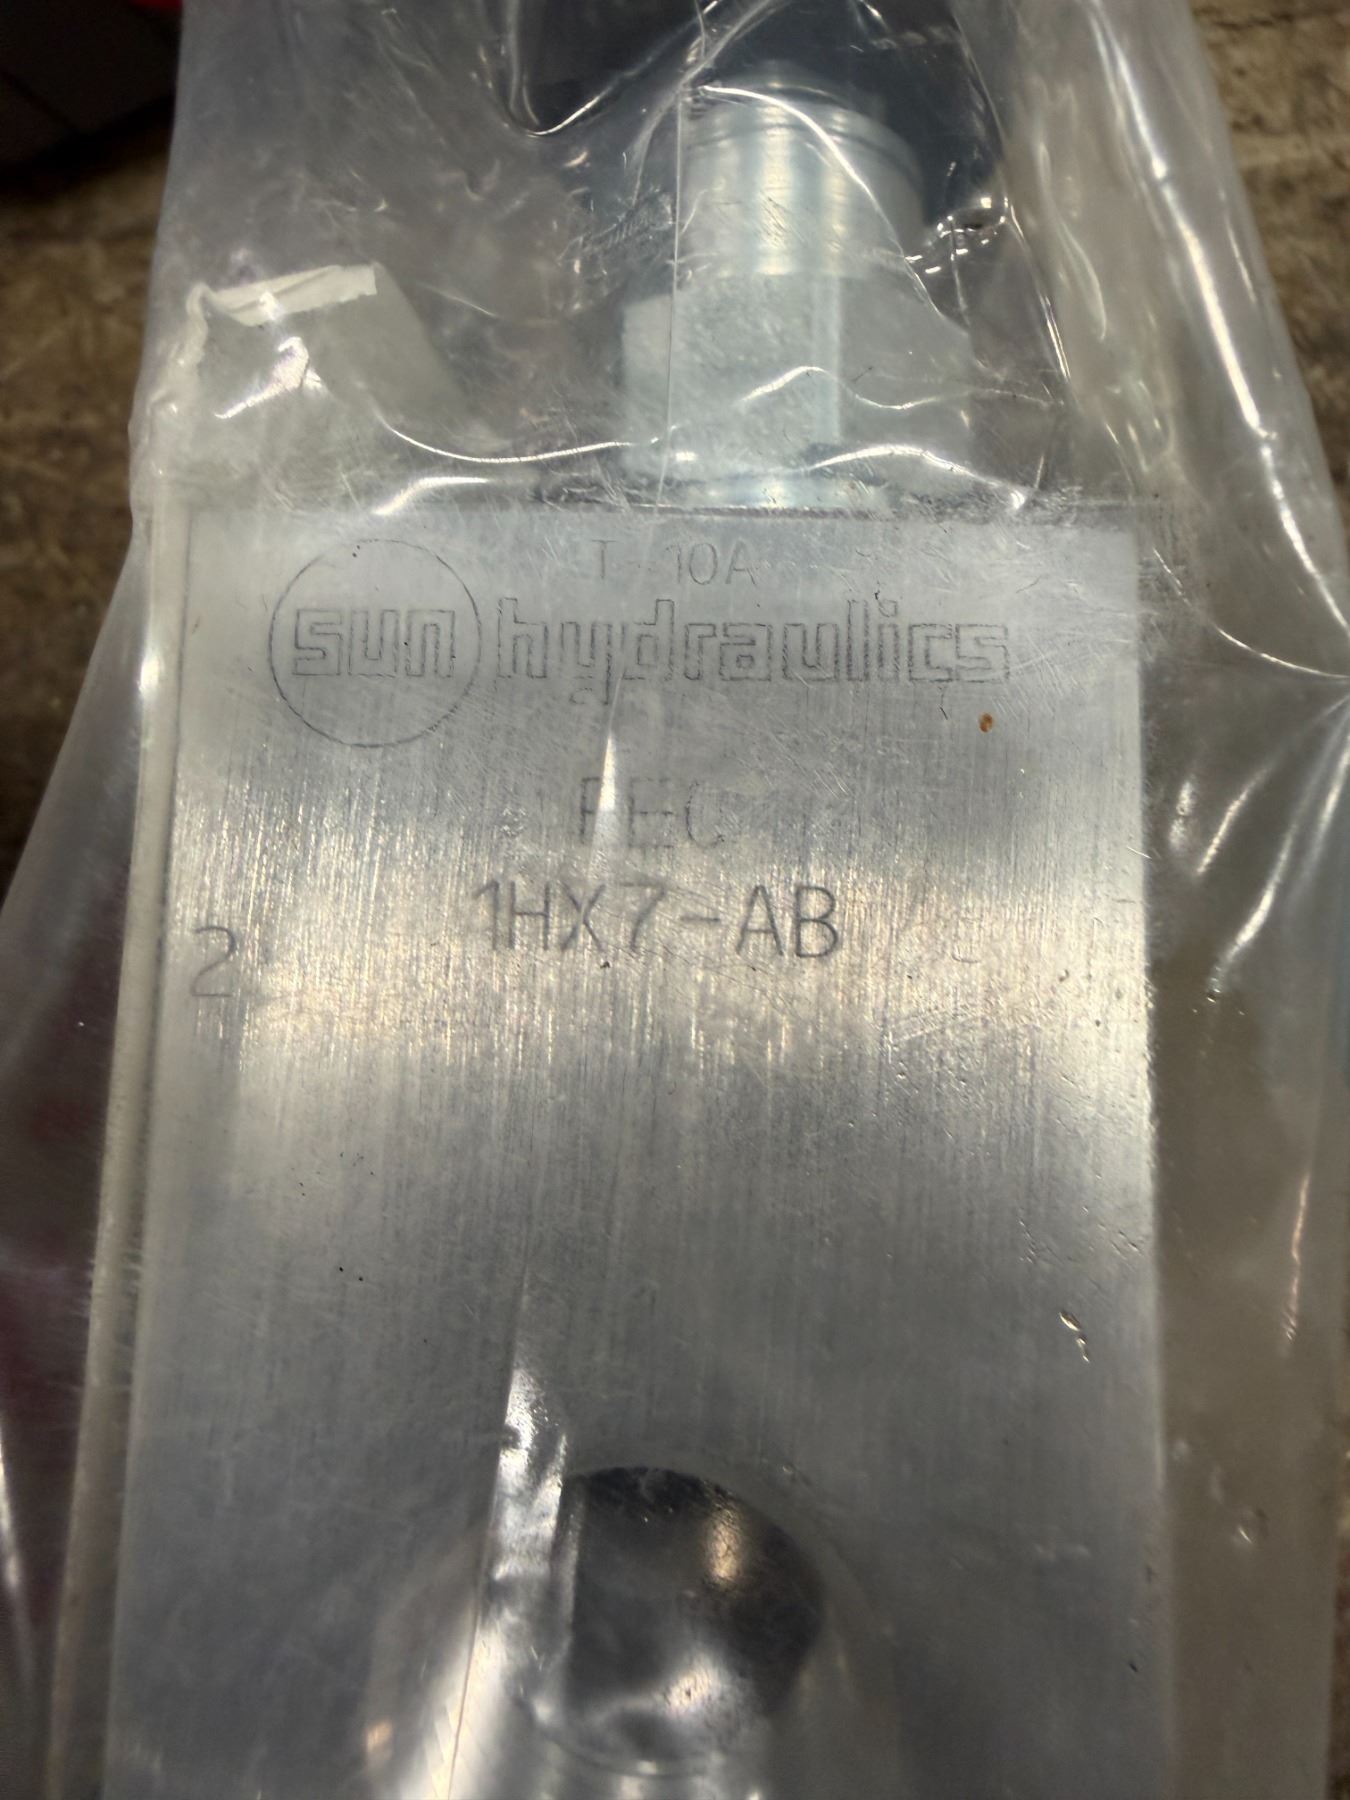 T-10A
sun hydraulics
FEC
1HX7-AB
2